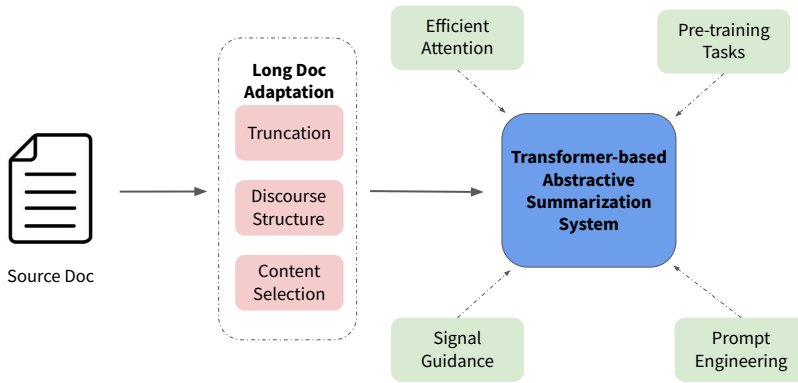 Source Doc
Long Doc
Adaptation
Truncation
Discourse
Structure
Content
Selection
Efficient
Attention
Pre-training
Tasks
Transformer-based
Abstractive
Summarization
System
Signal
Guidance
Prompt
Engineering